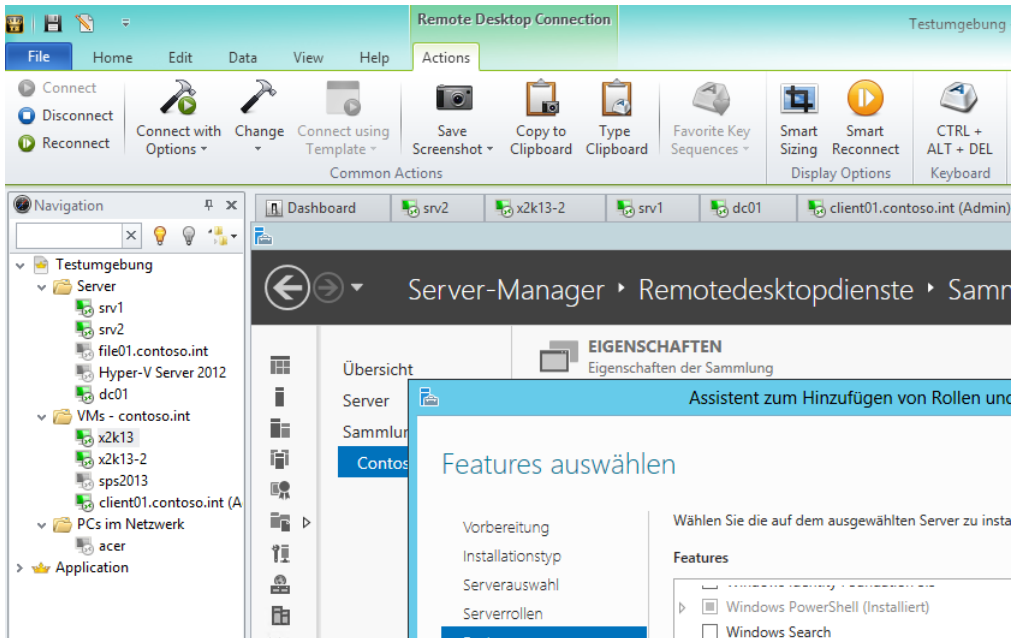 Remote Desktop Connection
Testumgebung
File Home Edit Data View Help Actions
Connect
Disconnect
Reconnect
Connect with Options
Change
Connect using Template
Save Screenshot
Copy to Clipboard
Type Clipboard
Favorite Key Sequences
Smart Sizing
Smart Reconnect
CTRL + ALT + DEL
Common Actions
Display Options
Keyboard
Navigation
Dashboard srv2 x2k13-2 srv1 dc01 client01.contoso.int (Admin)
Testumgebung
Server
srv1
srv2
file01.contoso.int
Hyper-V Server 2012
dc01
VMs - contoso.int
x2k13
x2k13-2
sps2013
client01.contoso.int (A
PCs im Netzwerk
acer
Application
Server-Manager Remotedesktopdienste Samm
Übersicht
Server
Sammlur
Contos
EIGENSCHAFTEN
Eigenschaften der Sammlung
Assistent zum Hinzufügen von Rollen und
Features auswählen
Vorbereitung
Installationstyp
Serverauswahl
Serverrollen
Wählen Sie die auf dem ausgewählten Server zu insta
Features
Windows PowerShell (Installiert)
Windows Search